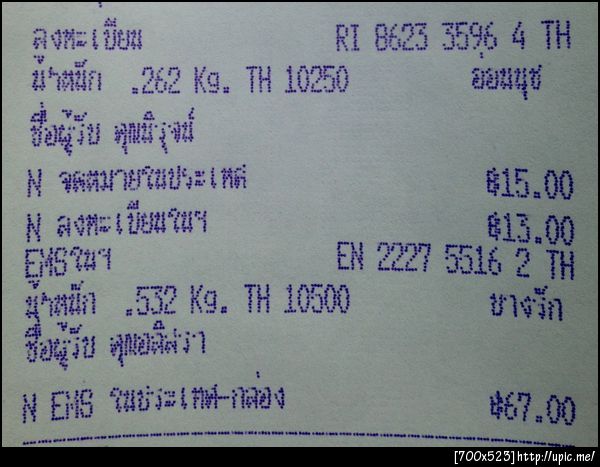 ลงทะเบียน RI 8623 3596 4 TH
น้ำหนัก .262 Kg. TH 10250 อ่อนนุช
ชื่อผู้รับ คุณนิรุจน์
N จดหมายในประเทศ ฿15.00
N ลงทะเบียนในฯ ฿13.00
EMSในฯ EN 2227 5516 2 TH
น้ำหนัก .532 Kg. TH 10500 บางรัก
ชื่อผู้รับ คุณอลิสรา
N EMS ในประเทศ-กล่อง ฿67.00
[700x523]http://upic.me/